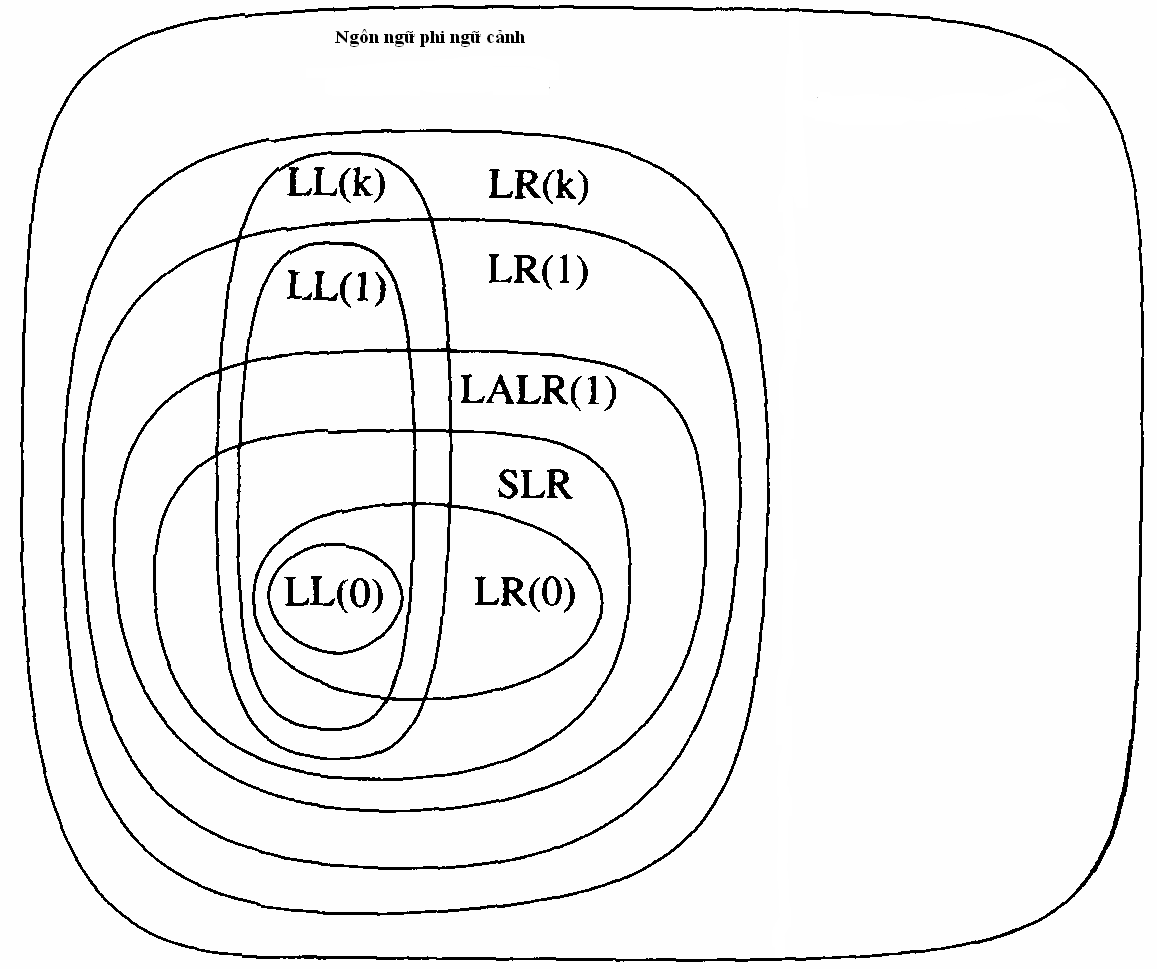 Ngôn ngữ phi ngữ cảnh
LL(k) LR(k)
LR(1)
LL(1)
LALR(1)
SLR
LL(0) LR(0)